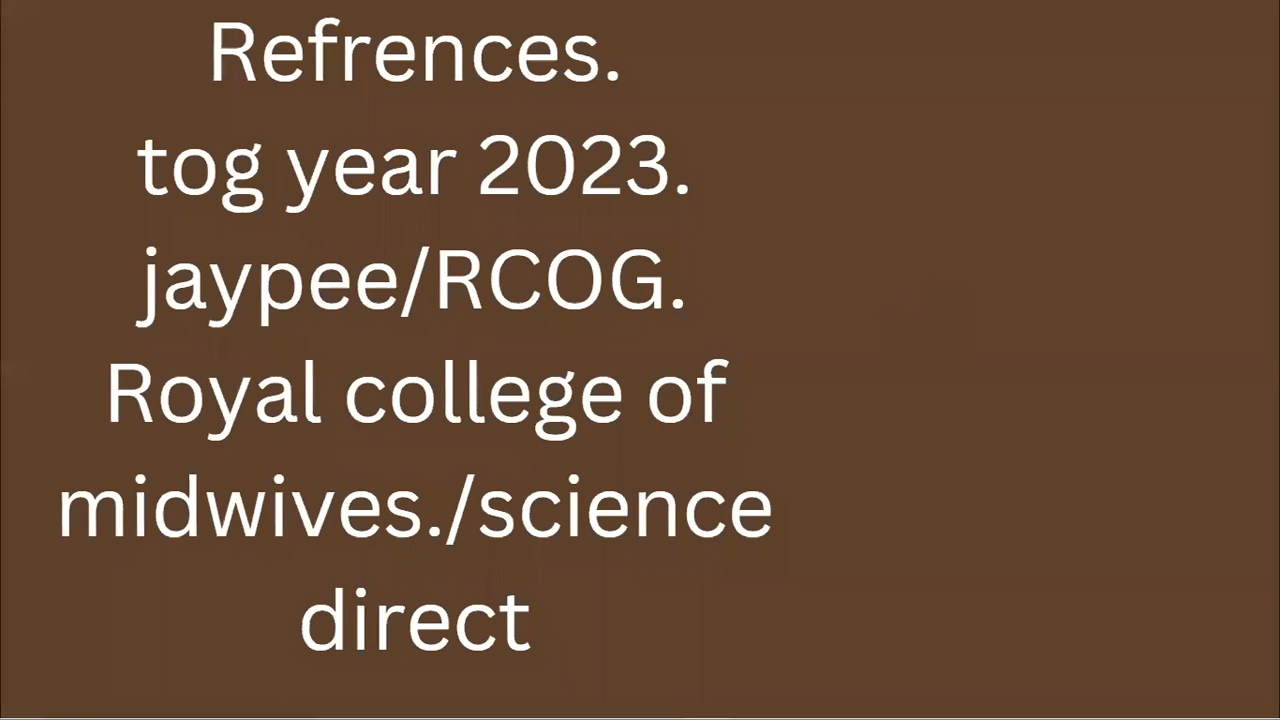 Refrences.
tog year 2023.
jaypee/RCOG.
Royal college of
midwives./science
direct